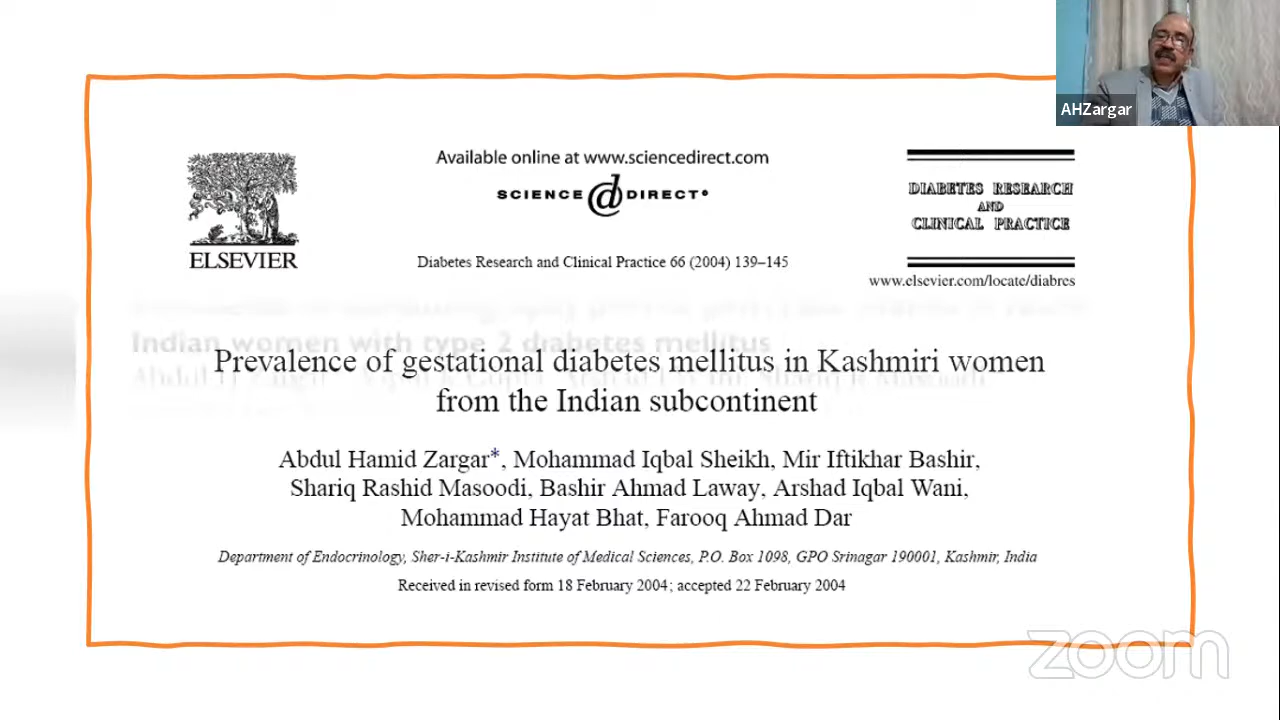 AHZargar
Available online at www.sciencedirect.com
SCIENCE DIRECT®
ELSEVIER
DIABETES RESEARCH
AND
CLINICAL PRACTICE
Diabetes Research and Clinical Practice 66 (2004) 139–145
www.elsevier.com/locate/diabres
Indian women with type 2 diabetes mellitus
Prevalence of gestational diabetes mellitus in Kashmiri women
from the Indian subcontinent
Abdul Hamid Zargar*, Mohammad Iqbal Sheikh, Mir Iftikhar Bashir,
Shariq Rashid Masoodi, Bashir Ahmad Laway, Arshad Iqbal Wani,
Mohammad Hayat Bhat, Farooq Ahmad Dar
Department of Endocrinology, Sher-i-Kashmir Institute of Medical Sciences, P.O. Box 1098, GPO Srinagar 190001, Kashmir, India
Received in revised form 18 February 2004; accepted 22 February 2004
zoom